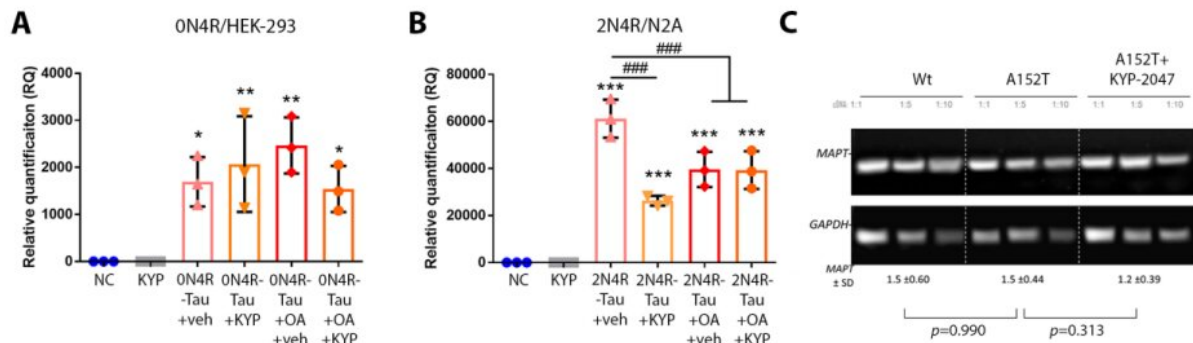 A
0N4R/HEK-293
Relative quantificaiton (RQ)
4000
3000
2000
1000
0
*
**
**
*
NC
KYP
0N4R
-Tau
+veh
0N4R-
Tau
+KYP
0N4R-
Tau
+OA
+veh
0N4R-
Tau
+OA
+KYP
B
2N4R/N2A
Relative quantification (RQ)
80000
60000
40000
20000
0
###
###
***
***
***
***
NC
KYP
2N4R
-Tau
+veh
2N4R-
Tau
+KYP
2N4R-
Tau
+OA
+veh
2N4R-
Tau
+OA
+KYP
C
Wt
A152T
A152T+
KYP-2047
1:1 1:5 1:10 1:1 1:5 1:10 1:1 1:5 1:10
MAPT-
GAPDH-
MAPT
± SD
1.5 ±0.60
1.5±0.44
1.2 ±0.39
p=0.990
p=0.313